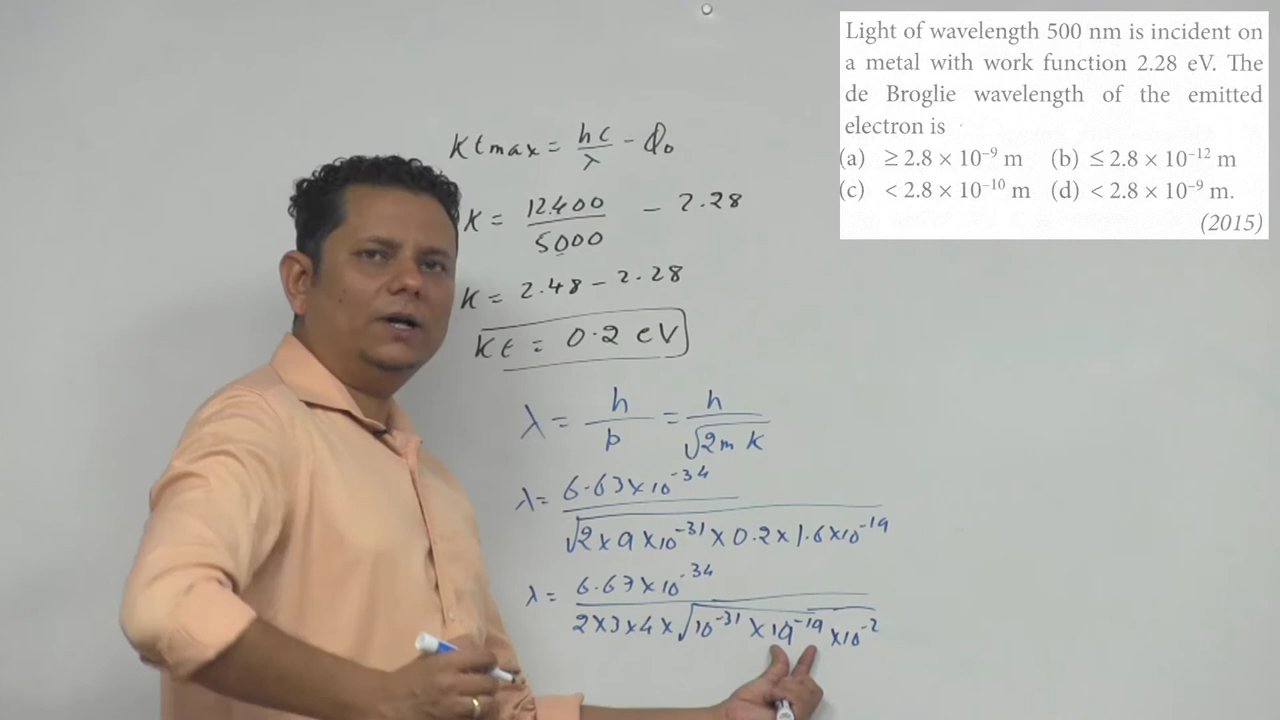 Light of wavelength 500 nm is incident on
a metal with work function 2.28 eV. The
de Broglie wavelength of the emitted
electron is
(a) ≥ 2.8 × 10⁻⁹ m (b) ≤ 2.8 × 10⁻¹² m
(c) < 2.8 × 10⁻¹⁰ m (d) < 2.8 × 10⁻⁹ m.
(2015)
KEmax = hc/λ - Φ₀
K = 12400/5000 - 2.28
K = 2.48 - 2.28
KE = 0.2 eV
λ = h/p = h/√2mK
λ = 6.63×10⁻³⁴
√2×9×10⁻³¹×0.2×1.6×10⁻¹⁹
λ = 6.63×10⁻³⁴
2×3×4×√10⁻³¹×10⁻¹⁹×10⁻²